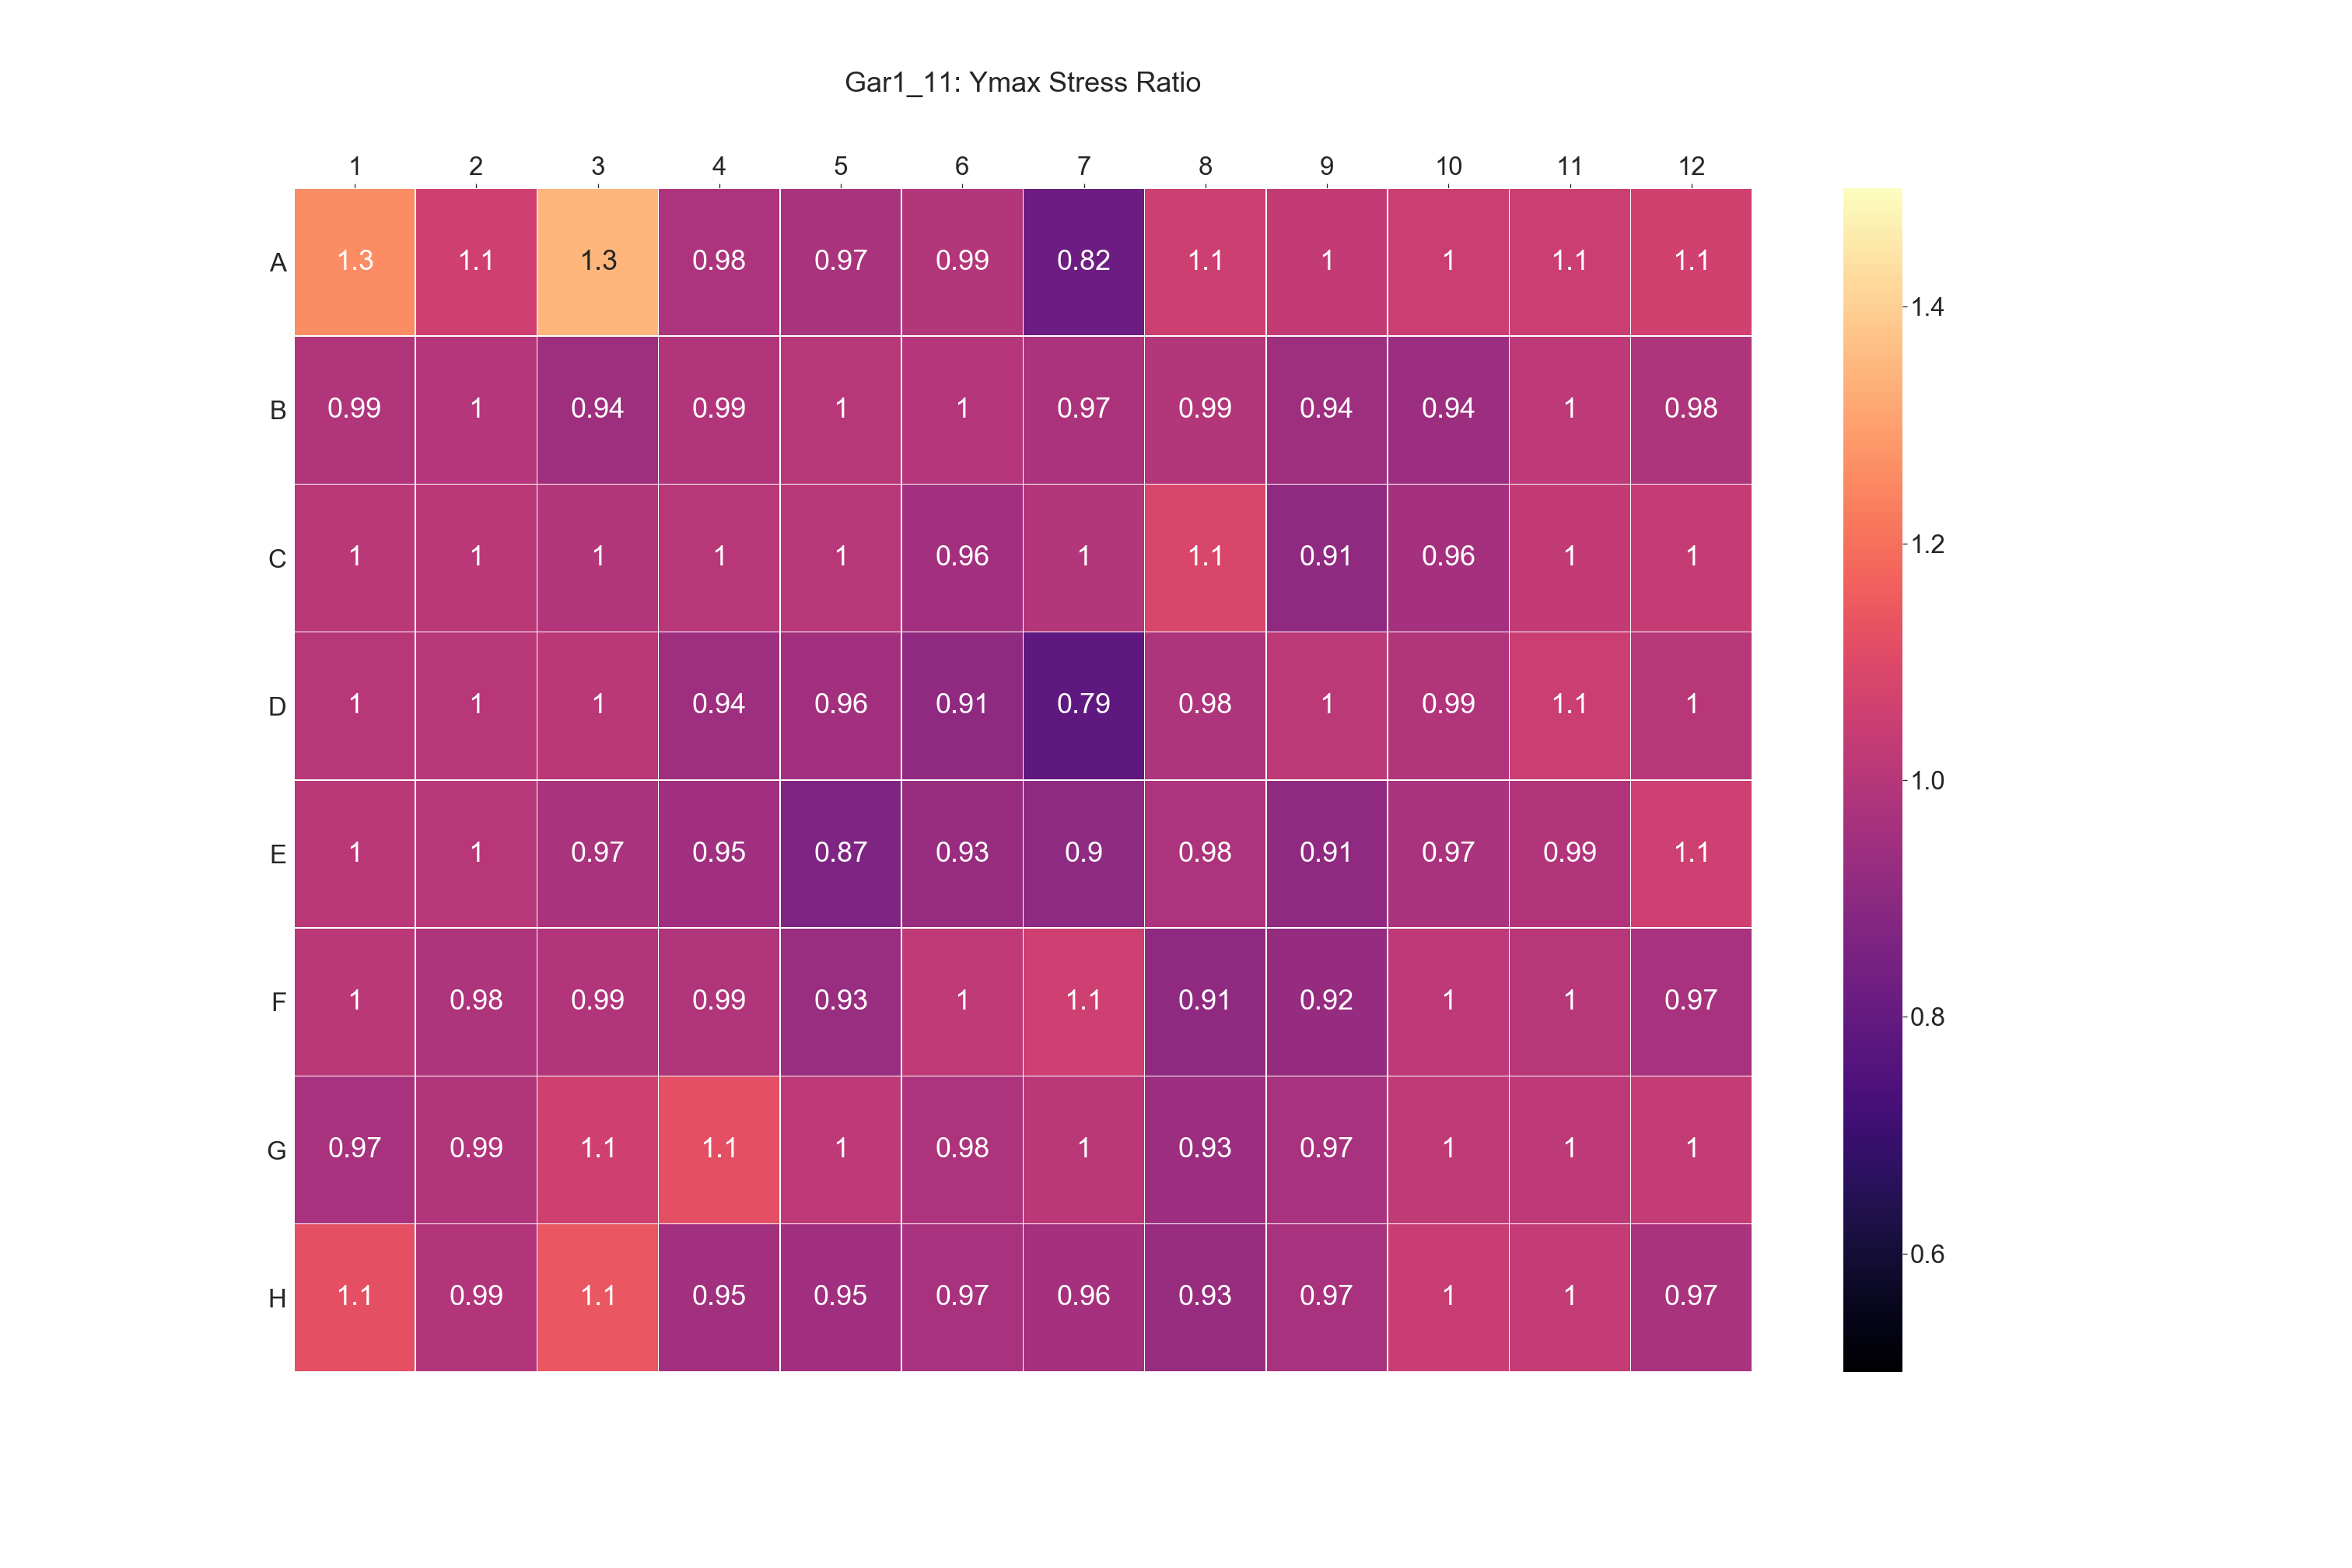 Gar1_11: Ymax Stress Ratio
1 2 3 4 5 6 7 8 9 10 11 12
A 1.3 1.1 1.3 0.98 0.97 0.99 0.82 1.1 1 1 1.1 1.1
B 0.99 1 0.94 0.99 1 1 0.97 0.99 0.94 0.94 1 0.98
C 1 1 1 1 1 0.96 1 1.1 0.91 0.96 1 1
D 1 1 1 0.94 0.96 0.91 0.79 0.98 1 0.99 1.1 1
E 1 1 0.97 0.95 0.87 0.93 0.9 0.98 0.91 0.97 0.99 1.1
F 1 0.98 0.99 0.99 0.93 1 1.1 0.91 0.92 1 1 0.97
G 0.97 0.99 1.1 1.1 1 0.98 1 0.93 0.97 1 1 1
H 1.1 0.99 1.1 0.95 0.95 0.97 0.96 0.93 0.97 1 1 0.97
1.4
1.2
1.0
0.8
0.6